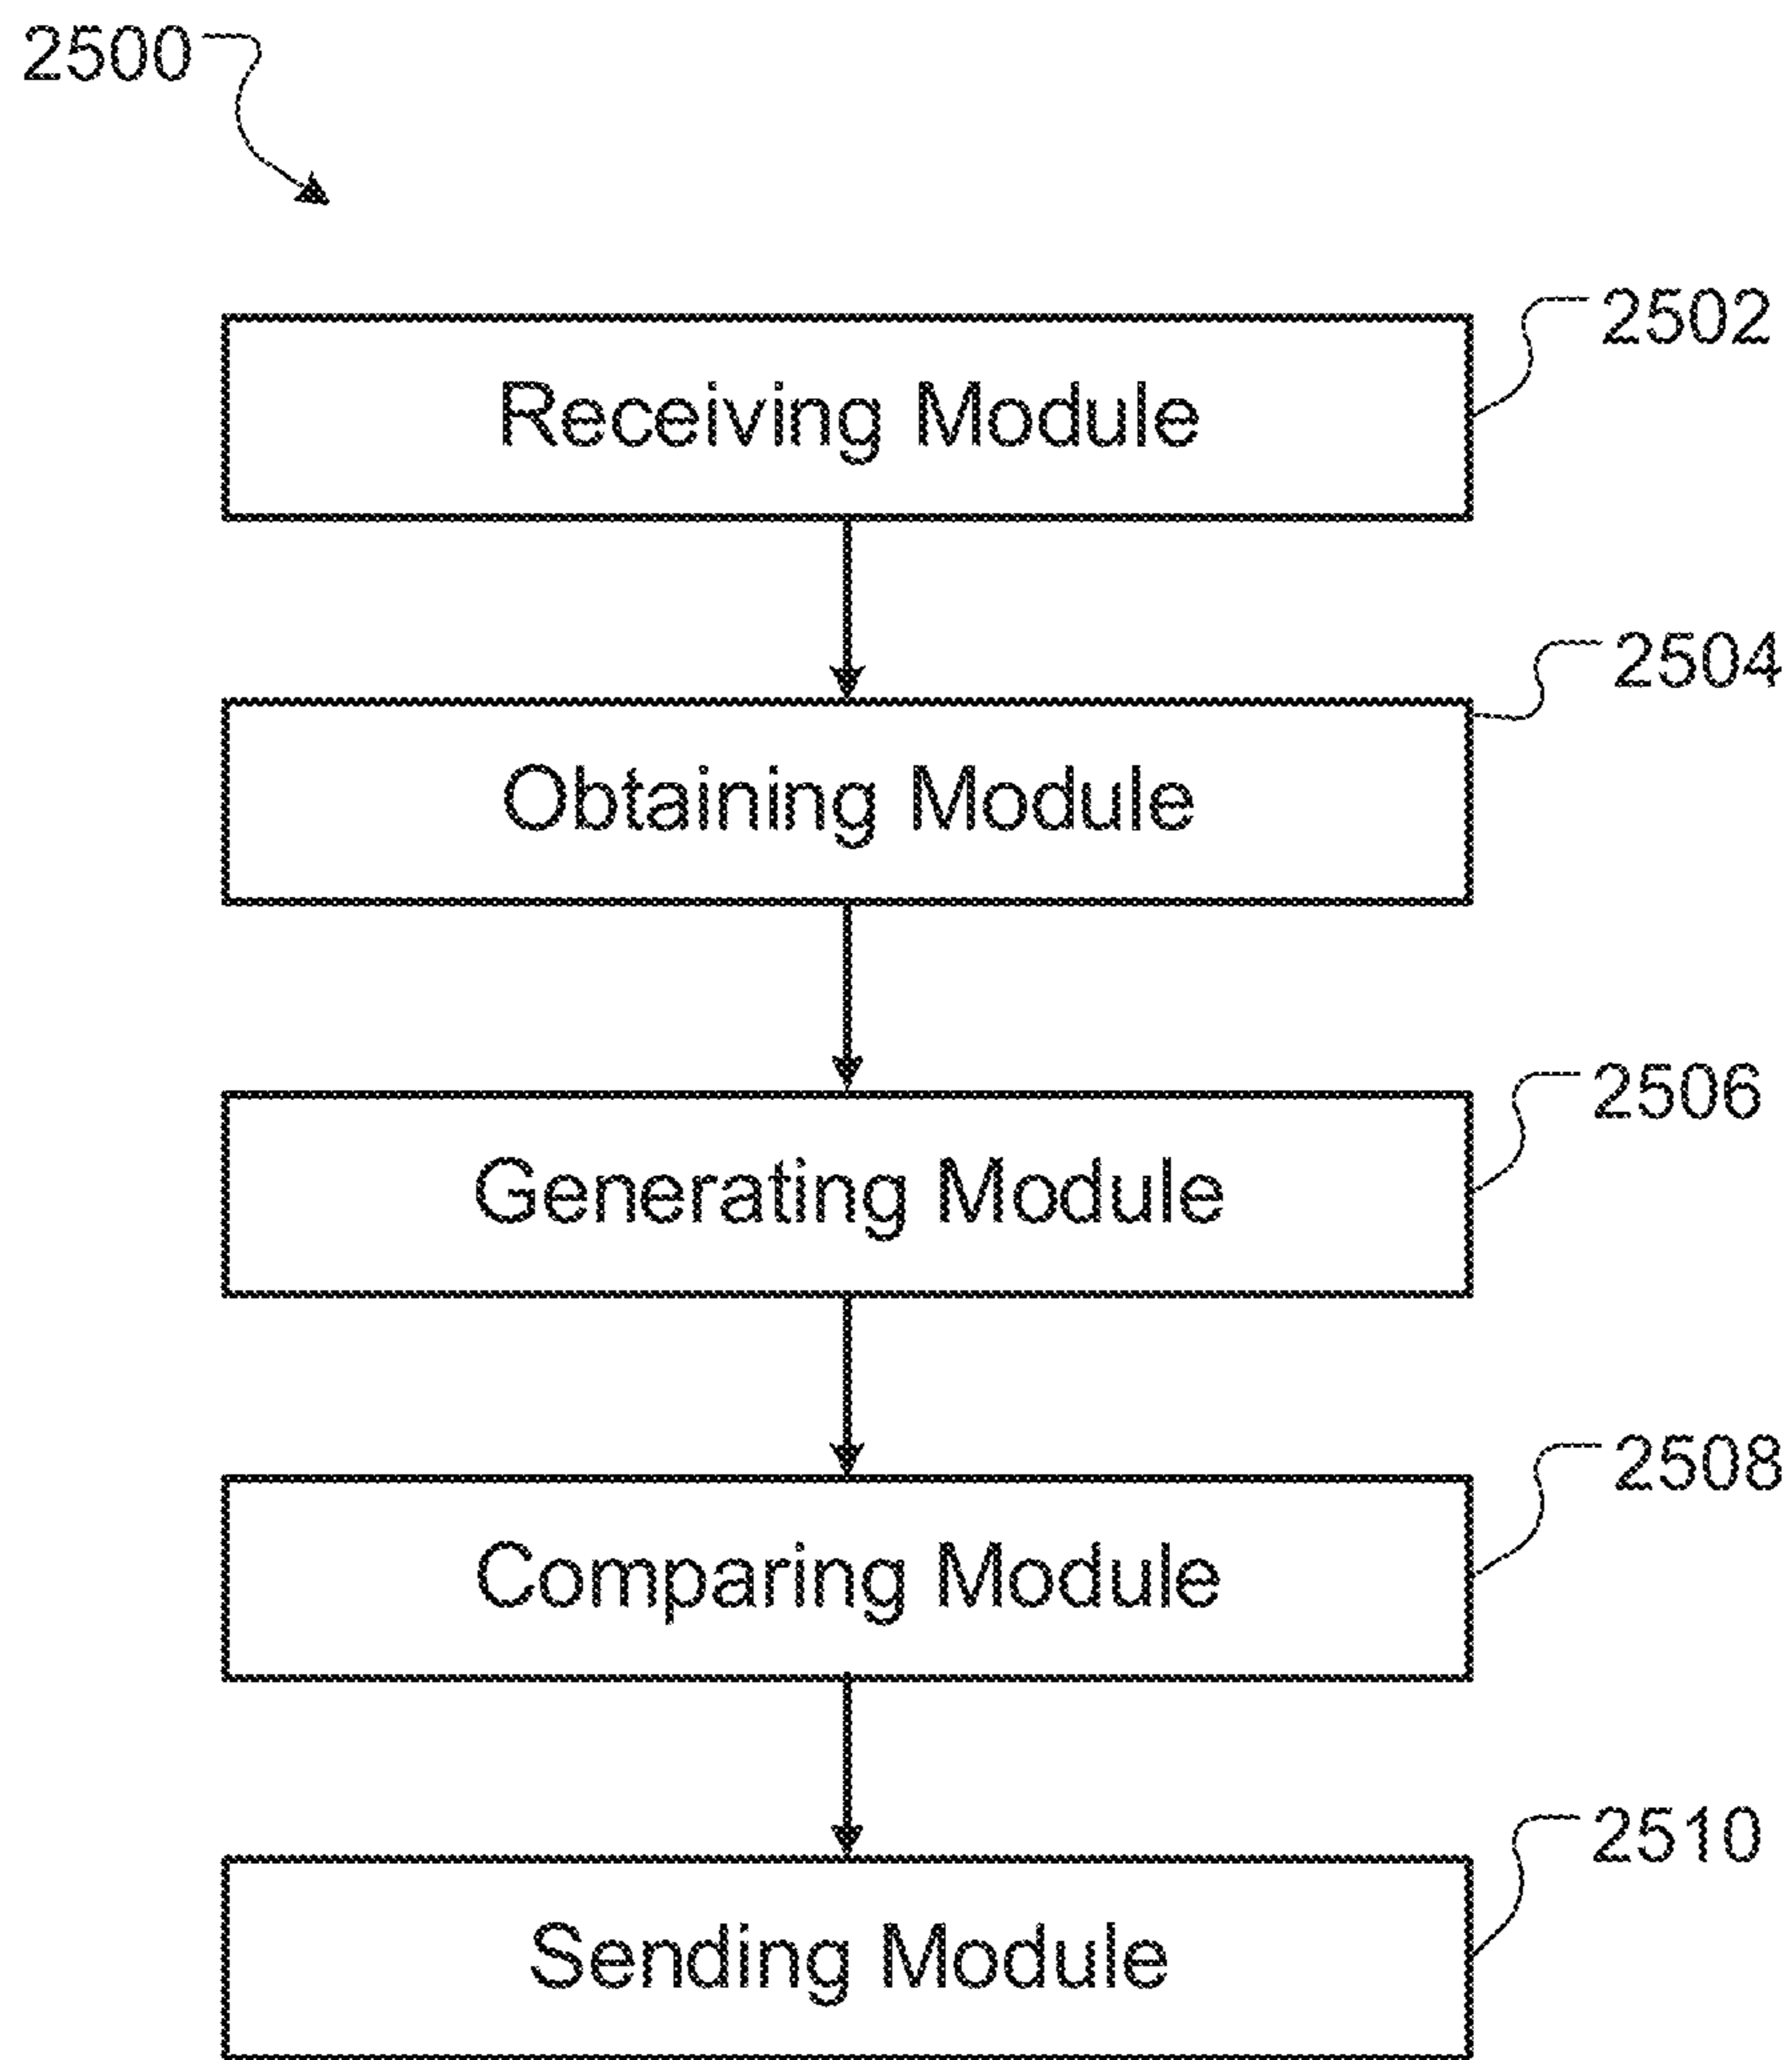 2500
2502
Receiving Module
2504
Obtaining Module
2506
Generating Module
2508
Comparing Module
2510
Sending Module